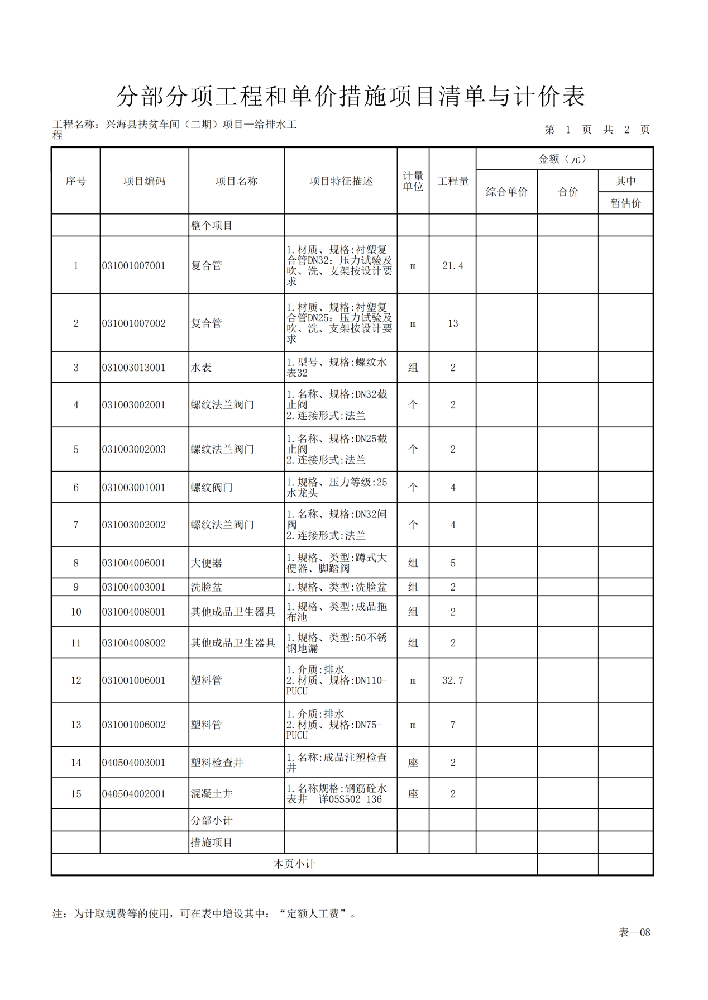 分部分项工程和单价措施项目清单与计价表
工程名称：兴海县扶贫车间（二期）项目—给排水工
程
第 1 页 共 2 页
序号
项目编码
项目名称
项目特征描述
计量
单位
工程量
金额（元）
综合单价
合价
其中
暂估价
整个项目
1
031001007001
复合管
1.材质、规格:衬塑复
合管DN32：压力试验及
吹、洗、支架按设计要
求
m
21.4
2
031001007002
复合管
1.材质、规格:衬塑复
合管DN25：压力试验及
吹、洗、支架按设计要
求
m
13
3
031003013001
水表
1.型号、规格:螺纹水
表32
组
2
4
031003002001
螺纹法兰阀门
1.名称、规格:DN32截
止阀
2.连接形式:法兰
个
2
5
031003002003
螺纹法兰阀门
1.名称、规格:DN25截
止阀
2.连接形式:法兰
个
2
6
031003001001
螺纹阀门
1.规格、压力等级:25
水龙头
个
4
7
031003002002
螺纹法兰阀门
1.名称、规格:DN32闸
阀
2.连接形式:法兰
个
4
8
031004006001
大便器
1.规格、类型:蹲式大
便器、脚踏阀
组
5
9
031004003001
洗脸盆
1.规格、类型:洗脸盆
组
2
10
031004008001
其他成品卫生器具
1.规格、类型:成品拖
布池
组
2
11
031004008002
其他成品卫生器具
1.规格、类型:50不锈
钢地漏
组
2
12
031001006001
塑料管
1.介质:排水
2.材质、规格:DN110-
PUCU
m
32.7
13
031001006002
塑料管
1.介质:排水
2.材质、规格:DN75-
PUCU
m
7
14
040504003001
塑料检查井
1.名称:成品注塑检查
井
座
2
15
040504002001
混凝土井
1.名称规格:钢筋砼水
表井 详05S502-136
座
2
分部小计
措施项目
本页小计
注：为计取规费等的使用，可在表中增设其中：“定额人工费”。
表—08